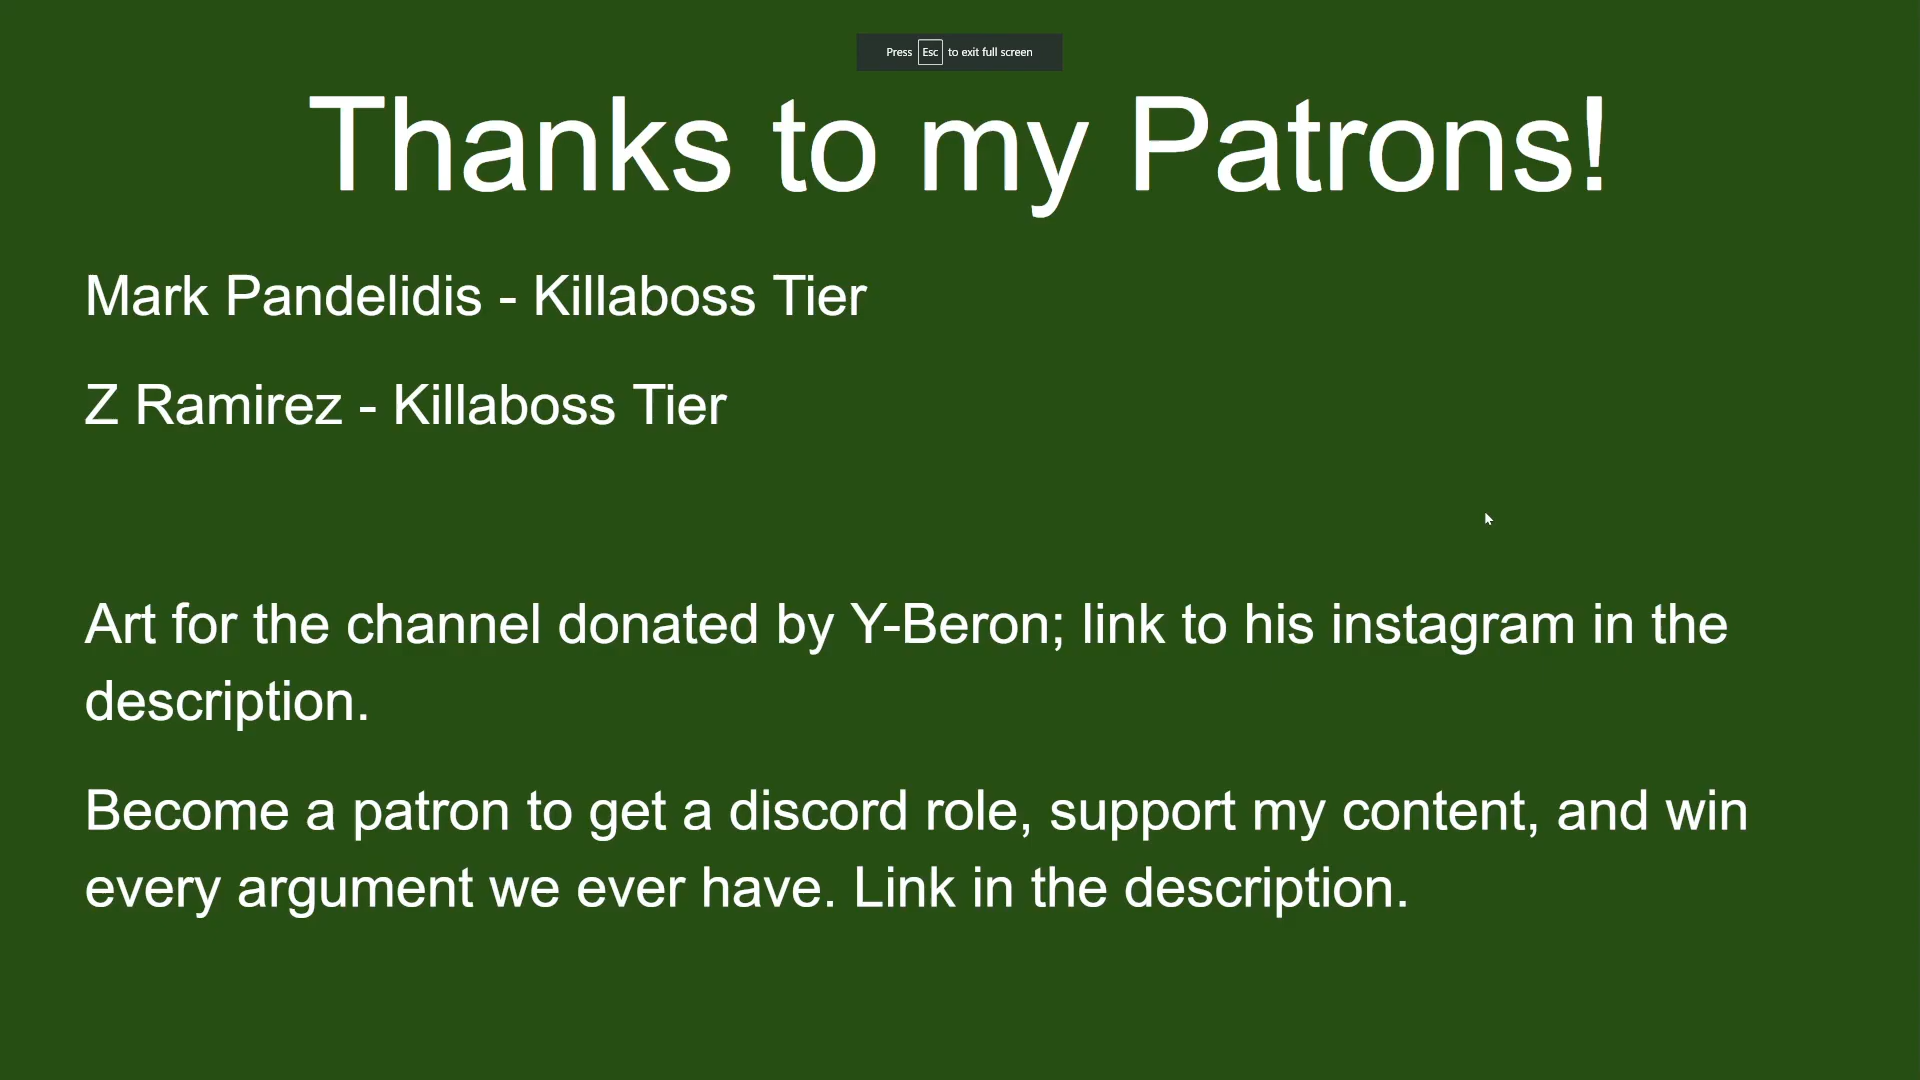 Press Esc to exit full screen
Thanks to my Patrons!
Mark Pandelidis - Killaboss Tier
Z Ramirez - Killaboss Tier
Art for the channel donated by Y-Beron; link to his instagram in the
description.
Become a patron to get a discord role, support my content, and win
every argument we ever have. Link in the description.